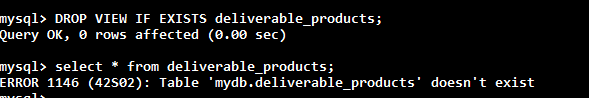 mysql> DROP VIEW IF EXISTS deliverable_products;
Query OK, 0 rows affected (0.00 sec)
mysql> select * from deliverable_products;
ERROR 1146 (42S02): Table 'mydb.deliverable_products' doesn't exist
mysql>